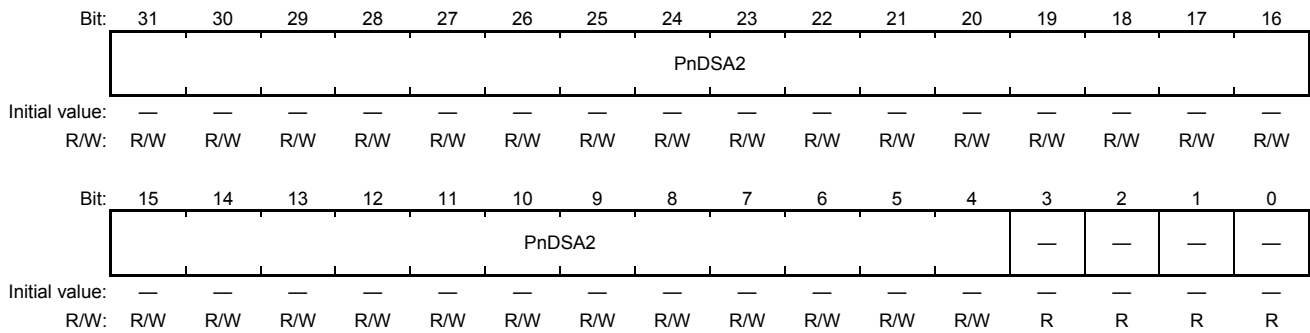 Bit: 31 30 29 28 27 26 25 24 23 22 21 20 19 18 17 16
PnDSA2
Initial value: — — — — — — — — — — — — — — — —
R/W: R/W R/W R/W R/W R/W R/W R/W R/W R/W R/W R/W R/W R/W R/W R/W R/W
Bit: 15 14 13 12 11 10 9 8 7 6 5 4 3 2 1 0
PnDSA2 — — — —
Initial value: — — — — — — — — — — — — — — — —
R/W: R/W R/W R/W R/W R/W R/W R/W R/W R/W R/W R/W R/W R R R R